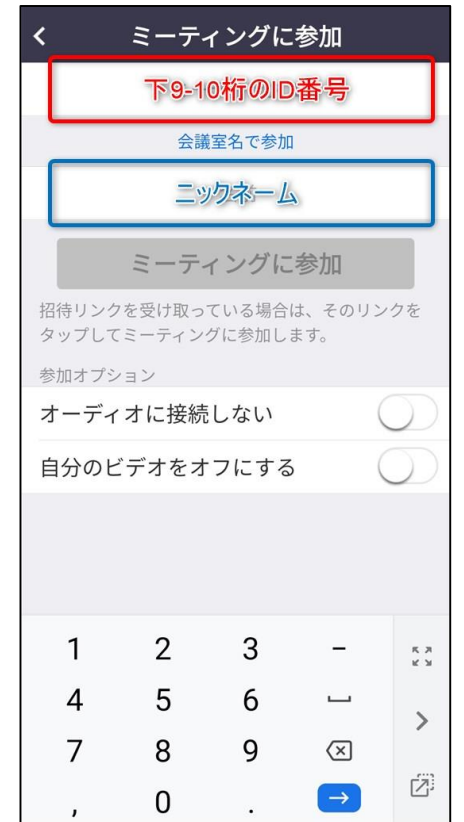 ミーティングに参加
下9-10桁のID番号
会議室名で参加
ニックネーム
ミーティングに参加
招待リンクを受け取っている場合は、そのリンクを
タップしてミーティングに参加します。
参加オプション
オーディオに接続しない
自分のビデオをオフにする
1 2 3 -
4 5 6
7 8 9
, 0 .